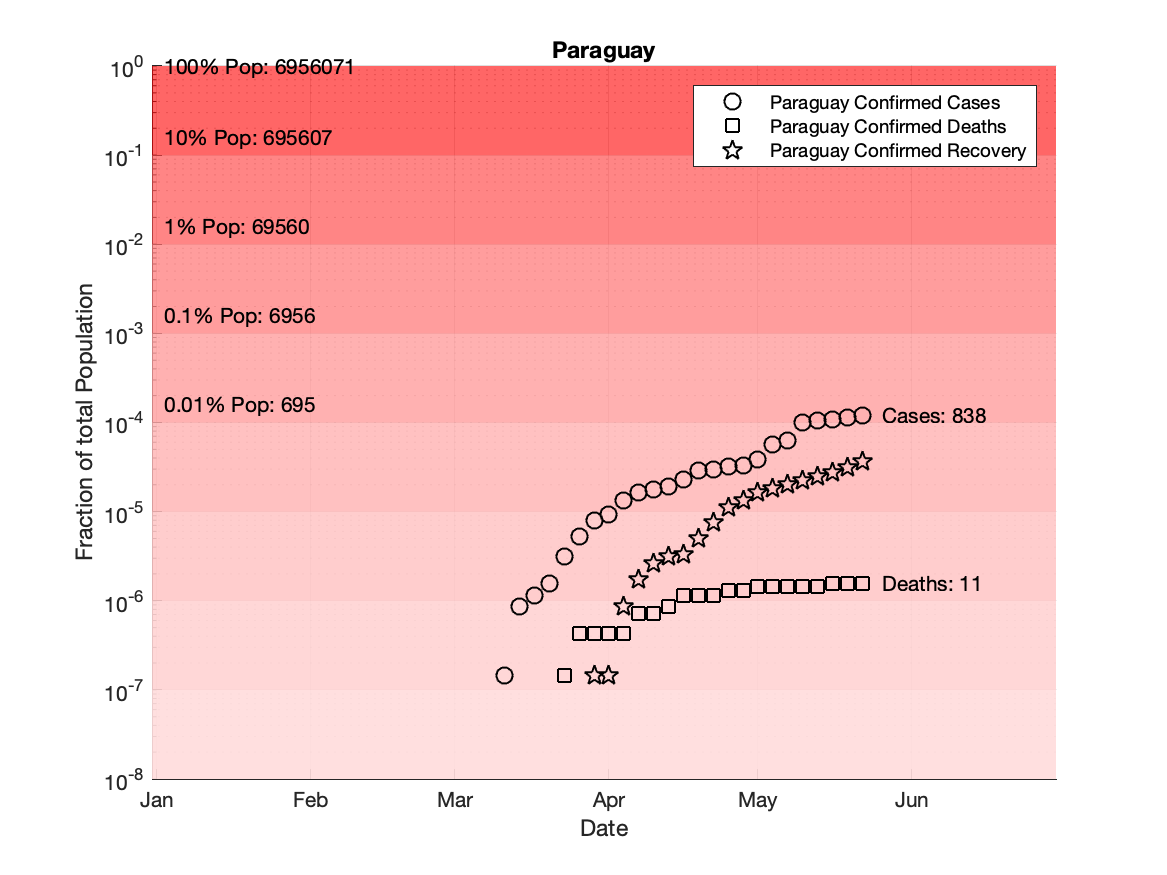 Paraguay
10^0
100% Pop: 6956071
Paraguay Confirmed Cases
Paraguay Confirmed Deaths
Paraguay Confirmed Recovery
10% Pop: 695607
10^-1
1% Pop: 69560
10^-2
0.1% Pop: 6956
10^-3
0.01% Pop: 695
10^-4
Cases: 838
10^-5
Deaths: 11
10^-6
10^-7
10^-8
Fraction of total Population
Jan Feb Mar Apr May Jun
Date